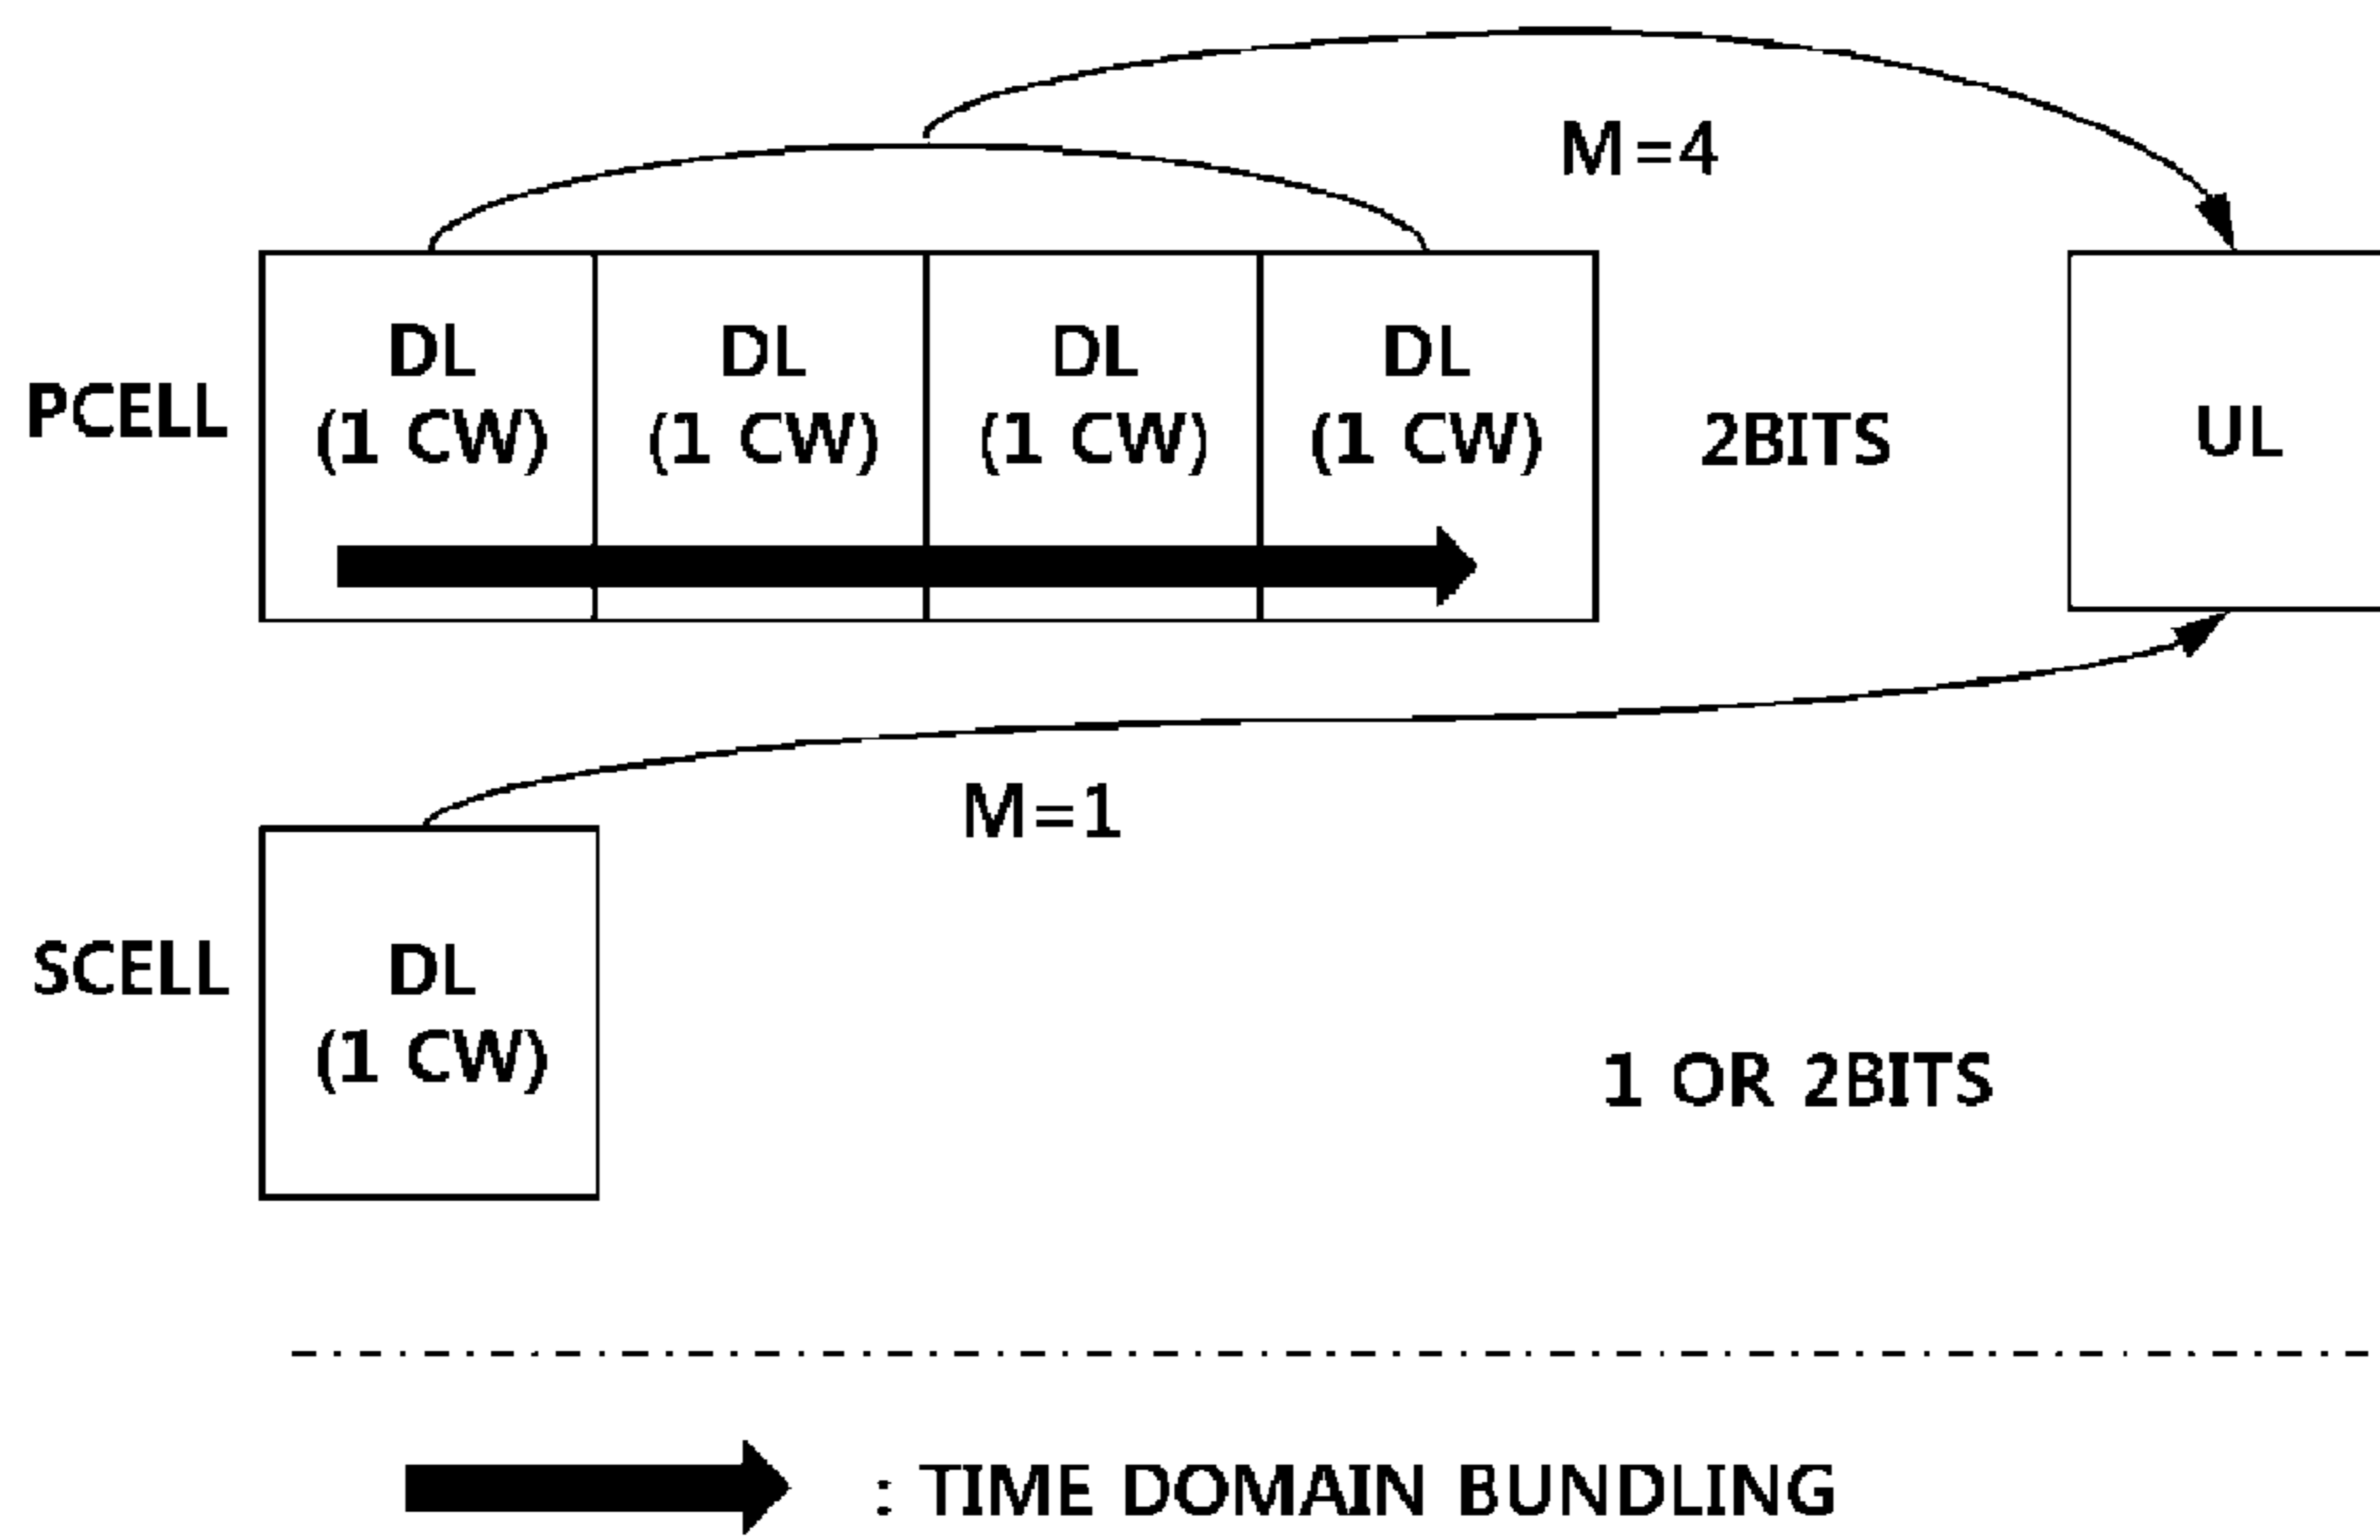 M=4
PCELL
DL
(1 CW)
DL
(1 CW)
DL
(1 CW)
DL
(1 CW)
2BITS
UL
M=1
SCELL
DL
(1 CW)
1 OR 2BITS
: TIME DOMAIN BUNDLING